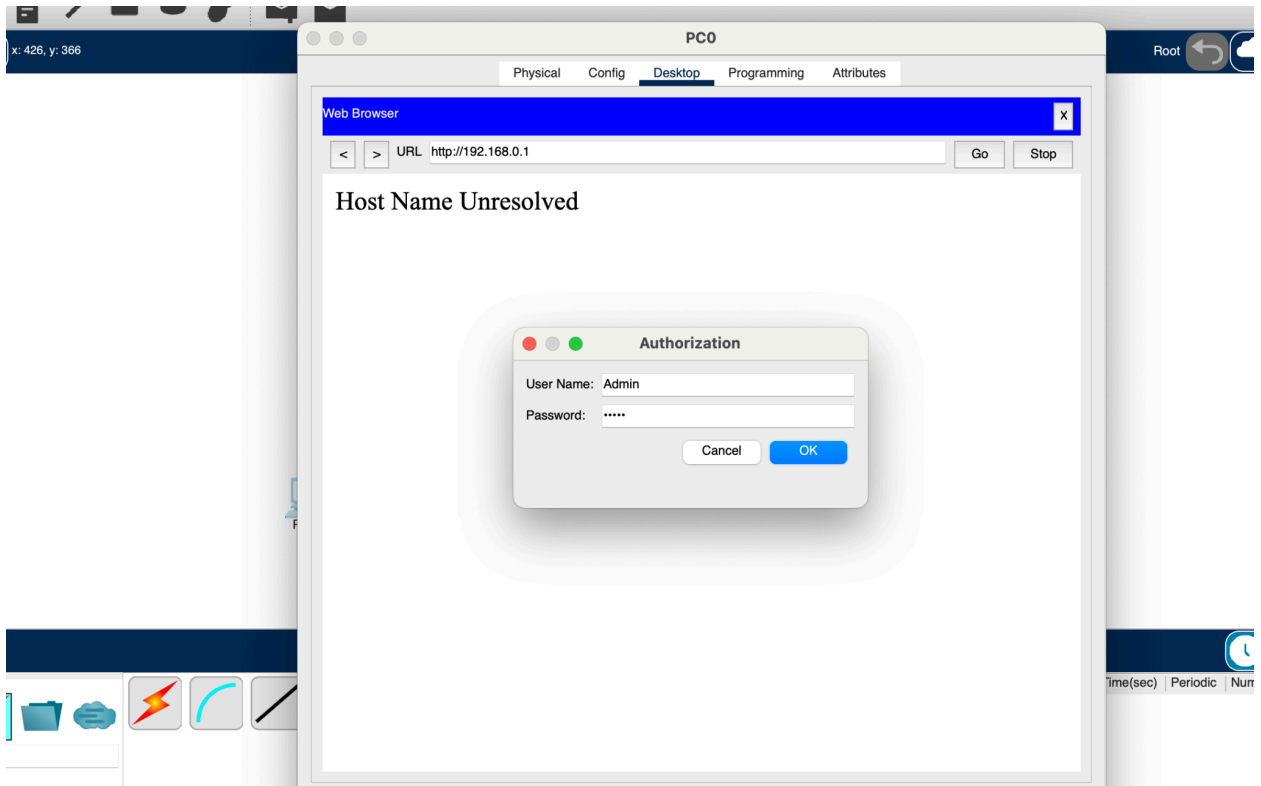 x: 426, y: 366
PC0
Root
Physical Config Desktop Programming Attributes
Web Browser
X
< > URL http://192.168.0.1 Go Stop
Host Name Unresolved
Authorization
User Name: Admin
Password: •••••
Cancel OK
Time(sec) Periodic Num